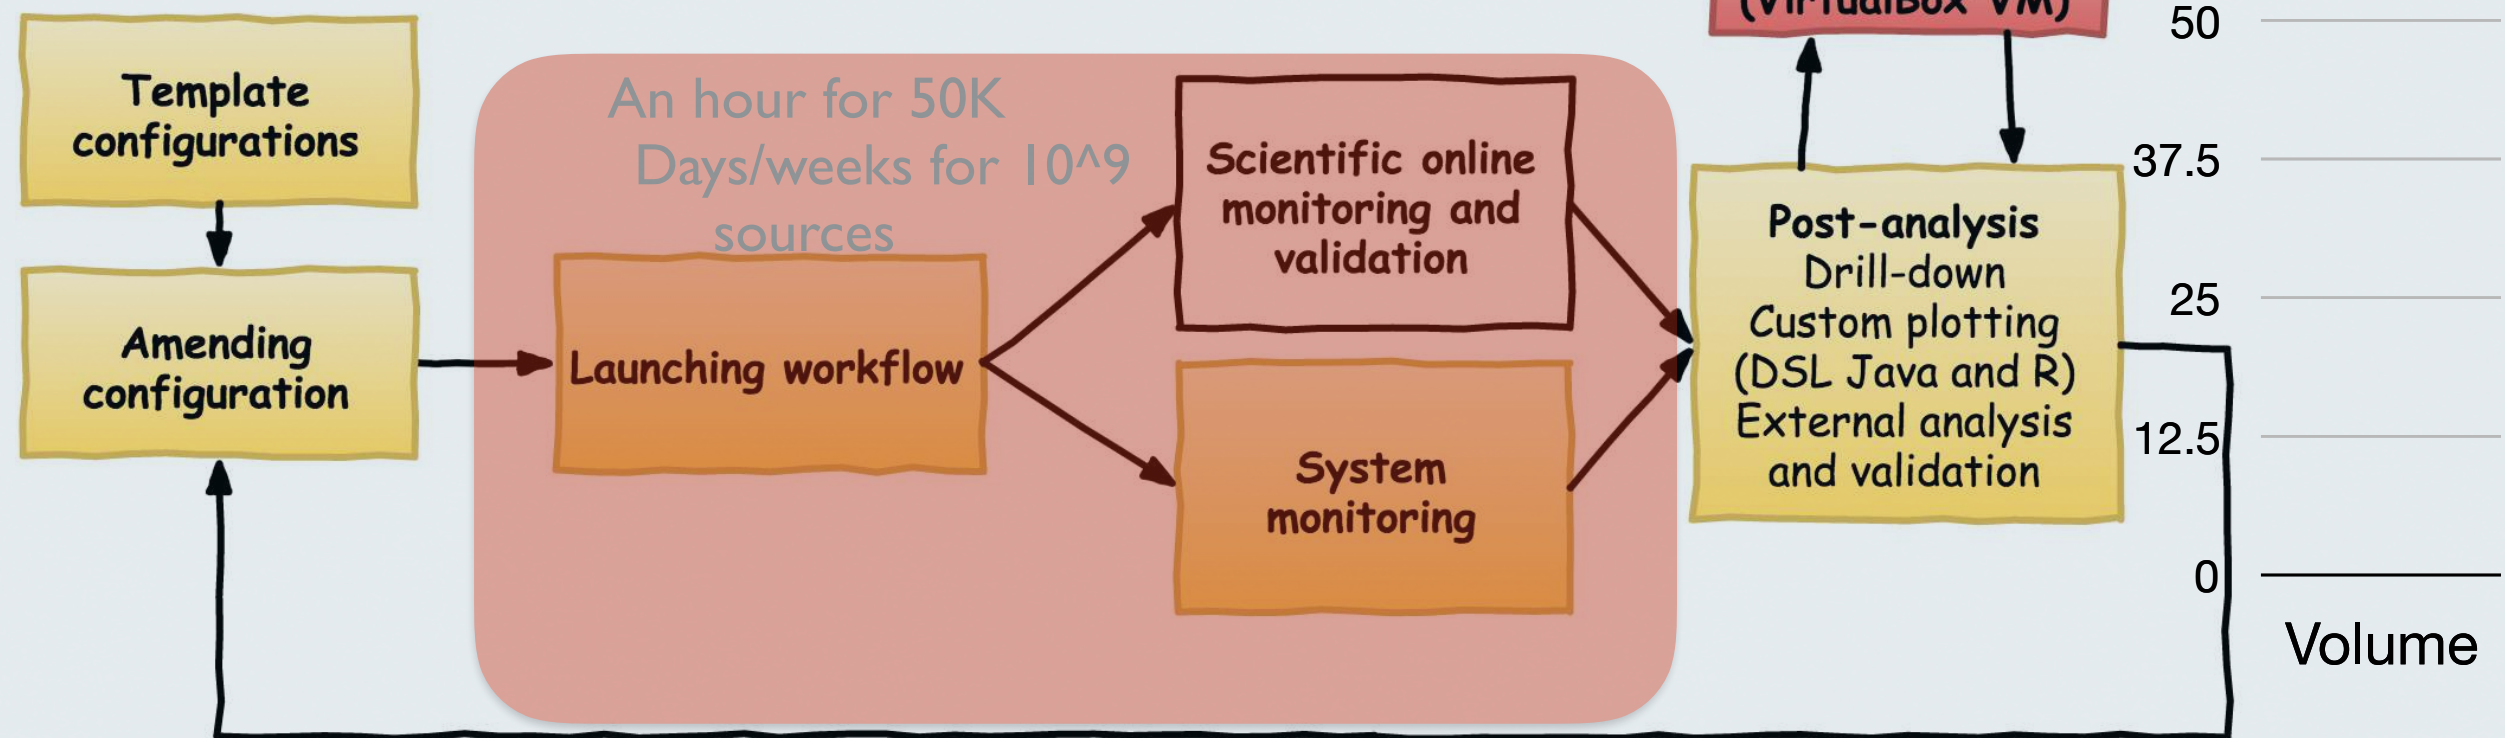 Template
configurations
Amending
configuration
An hour for 50K
Days/weeks for 10^9
sources
Launching workflow
Scientific online
monitoring and
validation
System
monitoring
(VirtualBox VM)
Post-analysis
Drill-down
Custom plotting
(DSL Java and R)
External analysis
and validation
50
37.5
25
12.5
0
Volume